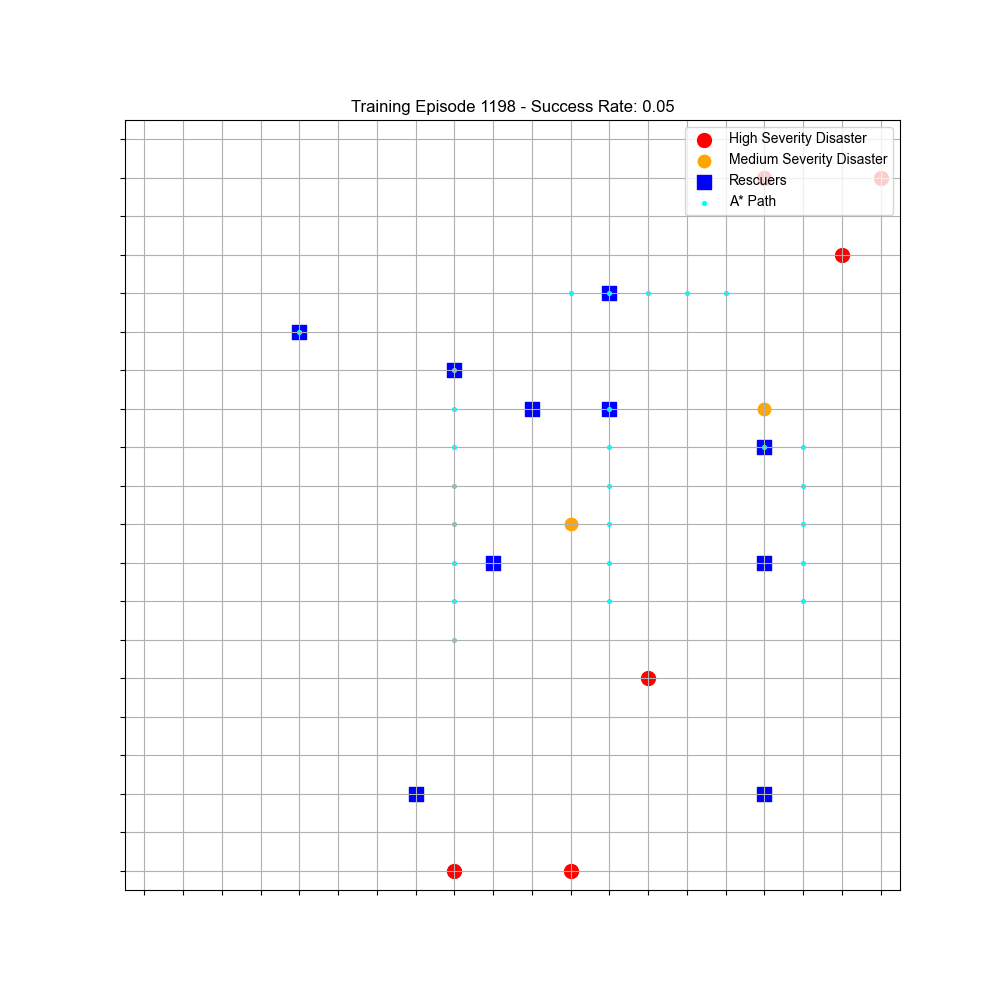 Training Episode 1198 - Success Rate: 0.05
High Severity Disaster
Medium Severity Disaster
Rescuers
A* Path